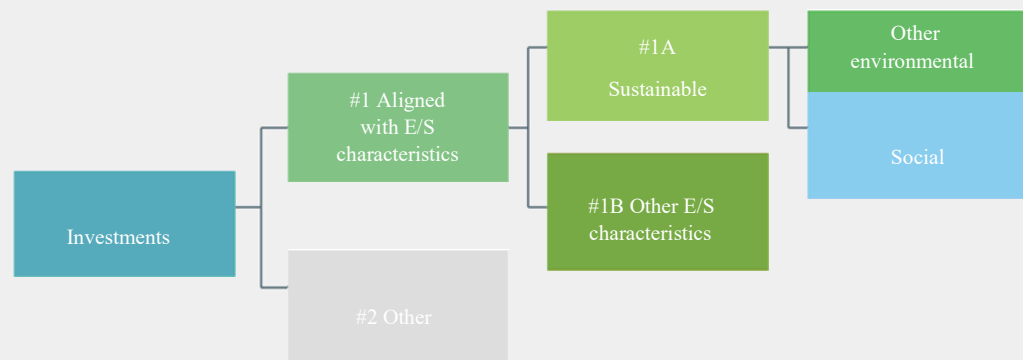 Investments
#1 Aligned
with E/S
characteristics
#2 Other
#1A
Sustainable
#1B Other E/S
characteristics
Other
environmental
Social